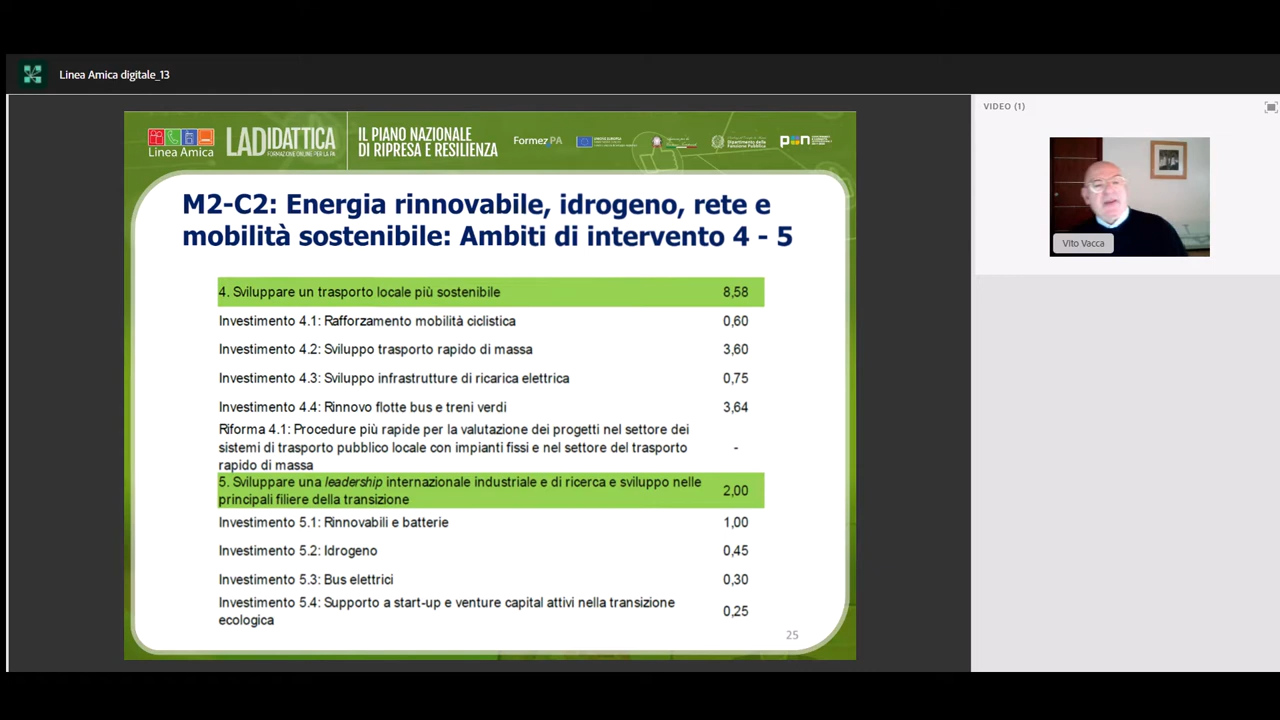 Linea Amica digitale_13
VIDEO (1)
Linea Amica
LADIDATTICA
FORMAZIONE ONLINE PER LA PA
IL PIANO NAZIONALE
DI RIPRESA E RESILIENZA
FormezPA
UNIONE EUROPEA
Dipartimento della
Funzione Pubblica
pon
M2-C2: Energia rinnovabile, idrogeno, rete e
mobilità sostenibile: Ambiti di intervento 4 - 5
4. Sviluppare un trasporto locale più sostenibile 8,58
Investimento 4.1: Rafforzamento mobilità ciclistica 0,60
Investimento 4.2: Sviluppo trasporto rapido di massa 3,60
Investimento 4.3: Sviluppo infrastrutture di ricarica elettrica 0,75
Investimento 4.4: Rinnovo flotte bus e treni verdi 3,64
Riforma 4.1: Procedure più rapide per la valutazione dei progetti nel settore dei
sistemi di trasporto pubblico locale con impianti fissi e nel settore del trasporto -
rapido di massa
5. Sviluppare una leadership internazionale industriale e di ricerca e sviluppo nelle
principali filiere della transizione 2,00
Investimento 5.1: Rinnovabili e batterie 1,00
Investimento 5.2: Idrogeno 0,45
Investimento 5.3: Bus elettrici 0,30
Investimento 5.4: Supporto a start-up e venture capital attivi nella transizione
ecologica 0,25
25
Vito Vacca